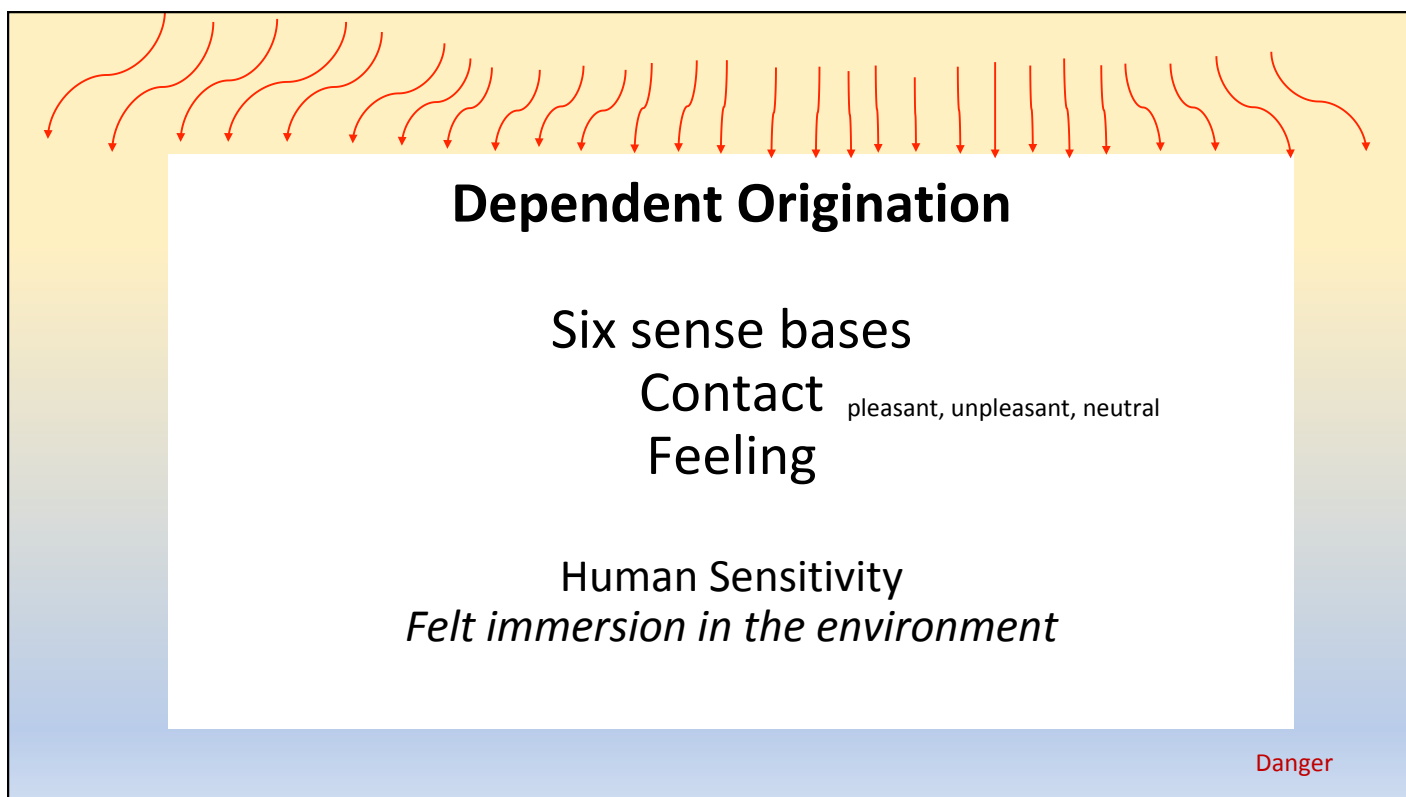 Dependent Origination
Six sense bases
Contact pleasant, unpleasant, neutral
Feeling
Human Sensitivity
Felt immersion in the environment
Danger